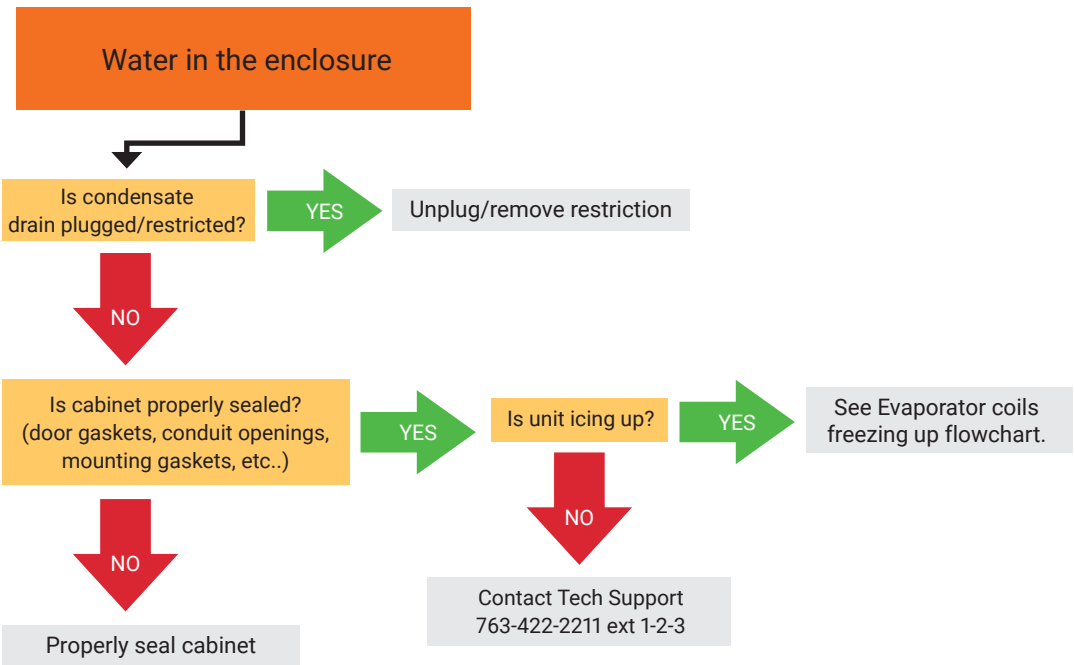 Water in the enclosure
Is condensate
drain plugged/restricted?
YES
Unplug/remove restriction
NO
Is cabinet properly sealed?
(door gaskets, conduit openings,
mounting gaskets, etc..)
YES
Is unit icing up?
YES
See Evaporator coils
freezing up flowchart.
NO
NO
Contact Tech Support
763-422-2211 ext 1-2-3
Properly seal cabinet